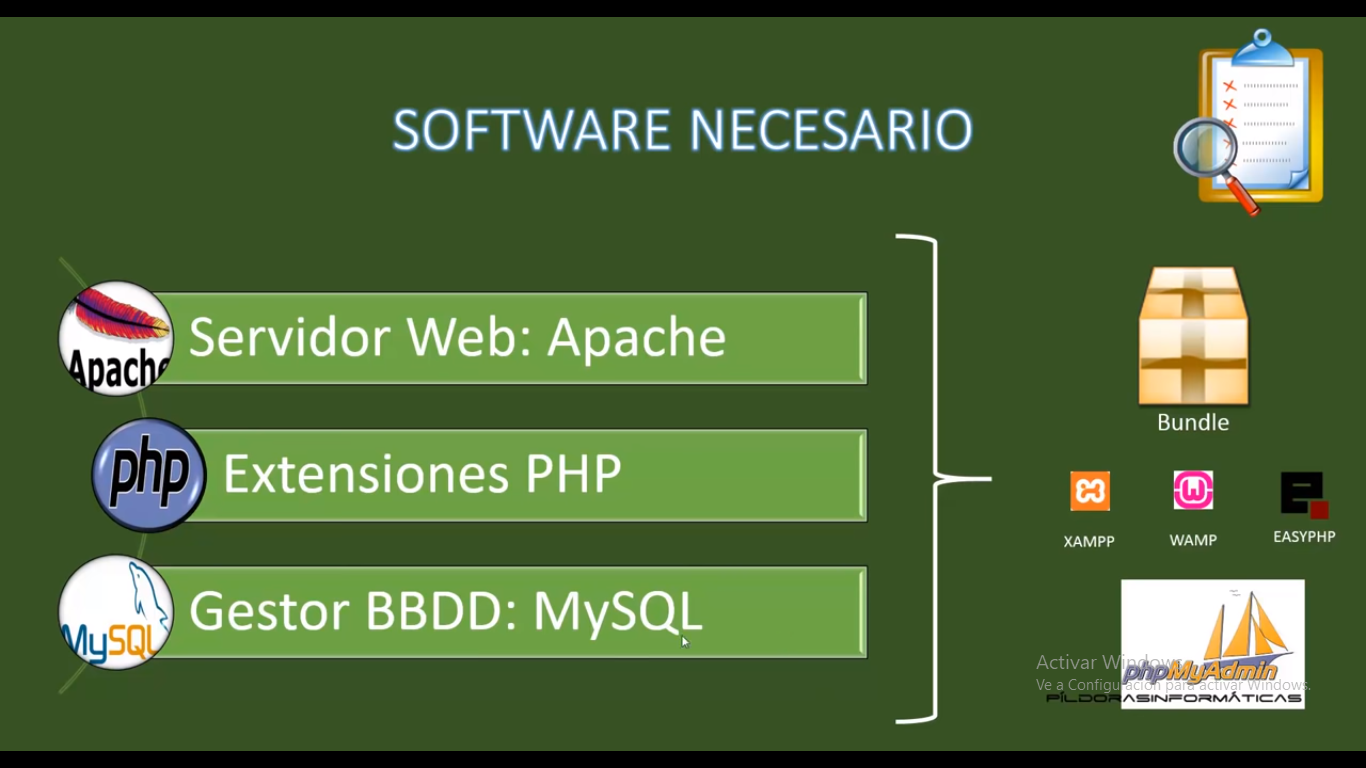 SOFTWARE NECESARIO
Apache
Servidor Web: Apache
php
Extensiones PHP
MySQL
Gestor BBDD: MySQL
Bundle
XAMPP
WAMP
EASYPHP
phpMyAdmin
Activar Windows
Ve a Configuración para activar Windows.
PÍLDORASINFORMÁTICAS